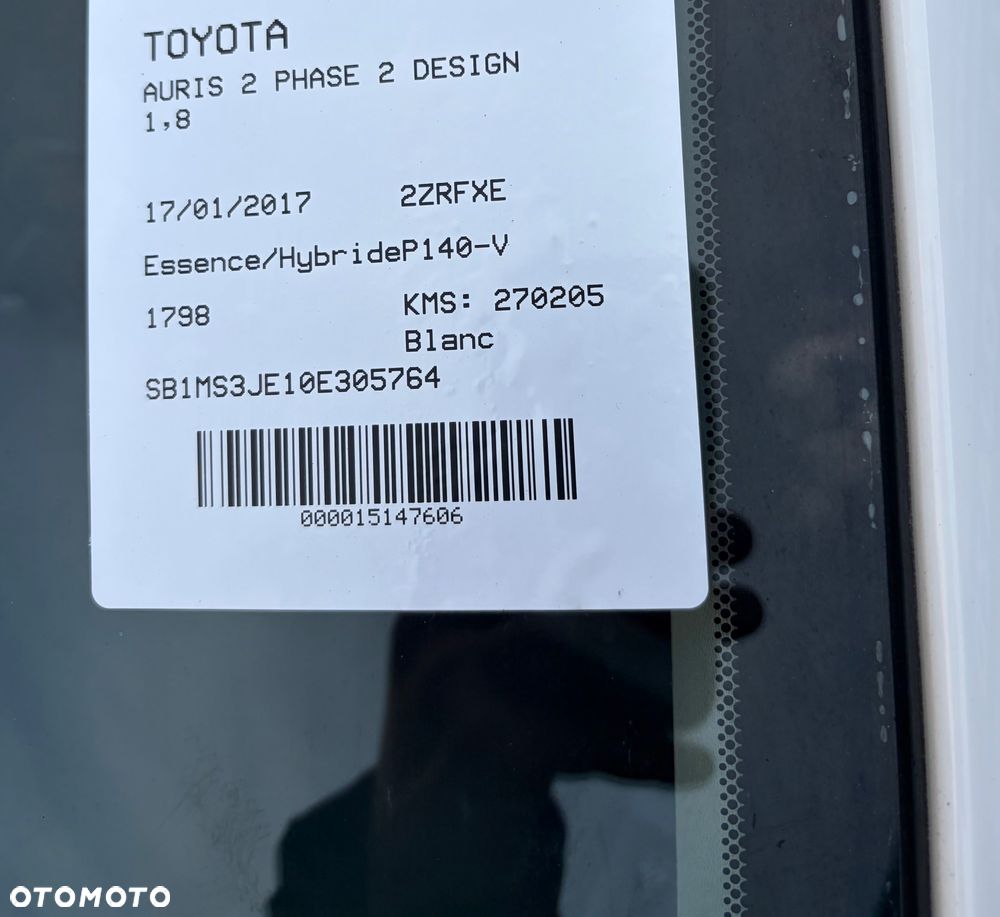 TOYOTA
AURIS 2 PHASE 2 DESIGN
1,8
17/01/2017 2ZRFXE
Essence/HybrideP140-V
1798 KMS: 270205
Blanc
SB1MS3JE10E305764
000015147606
OTOMOTO